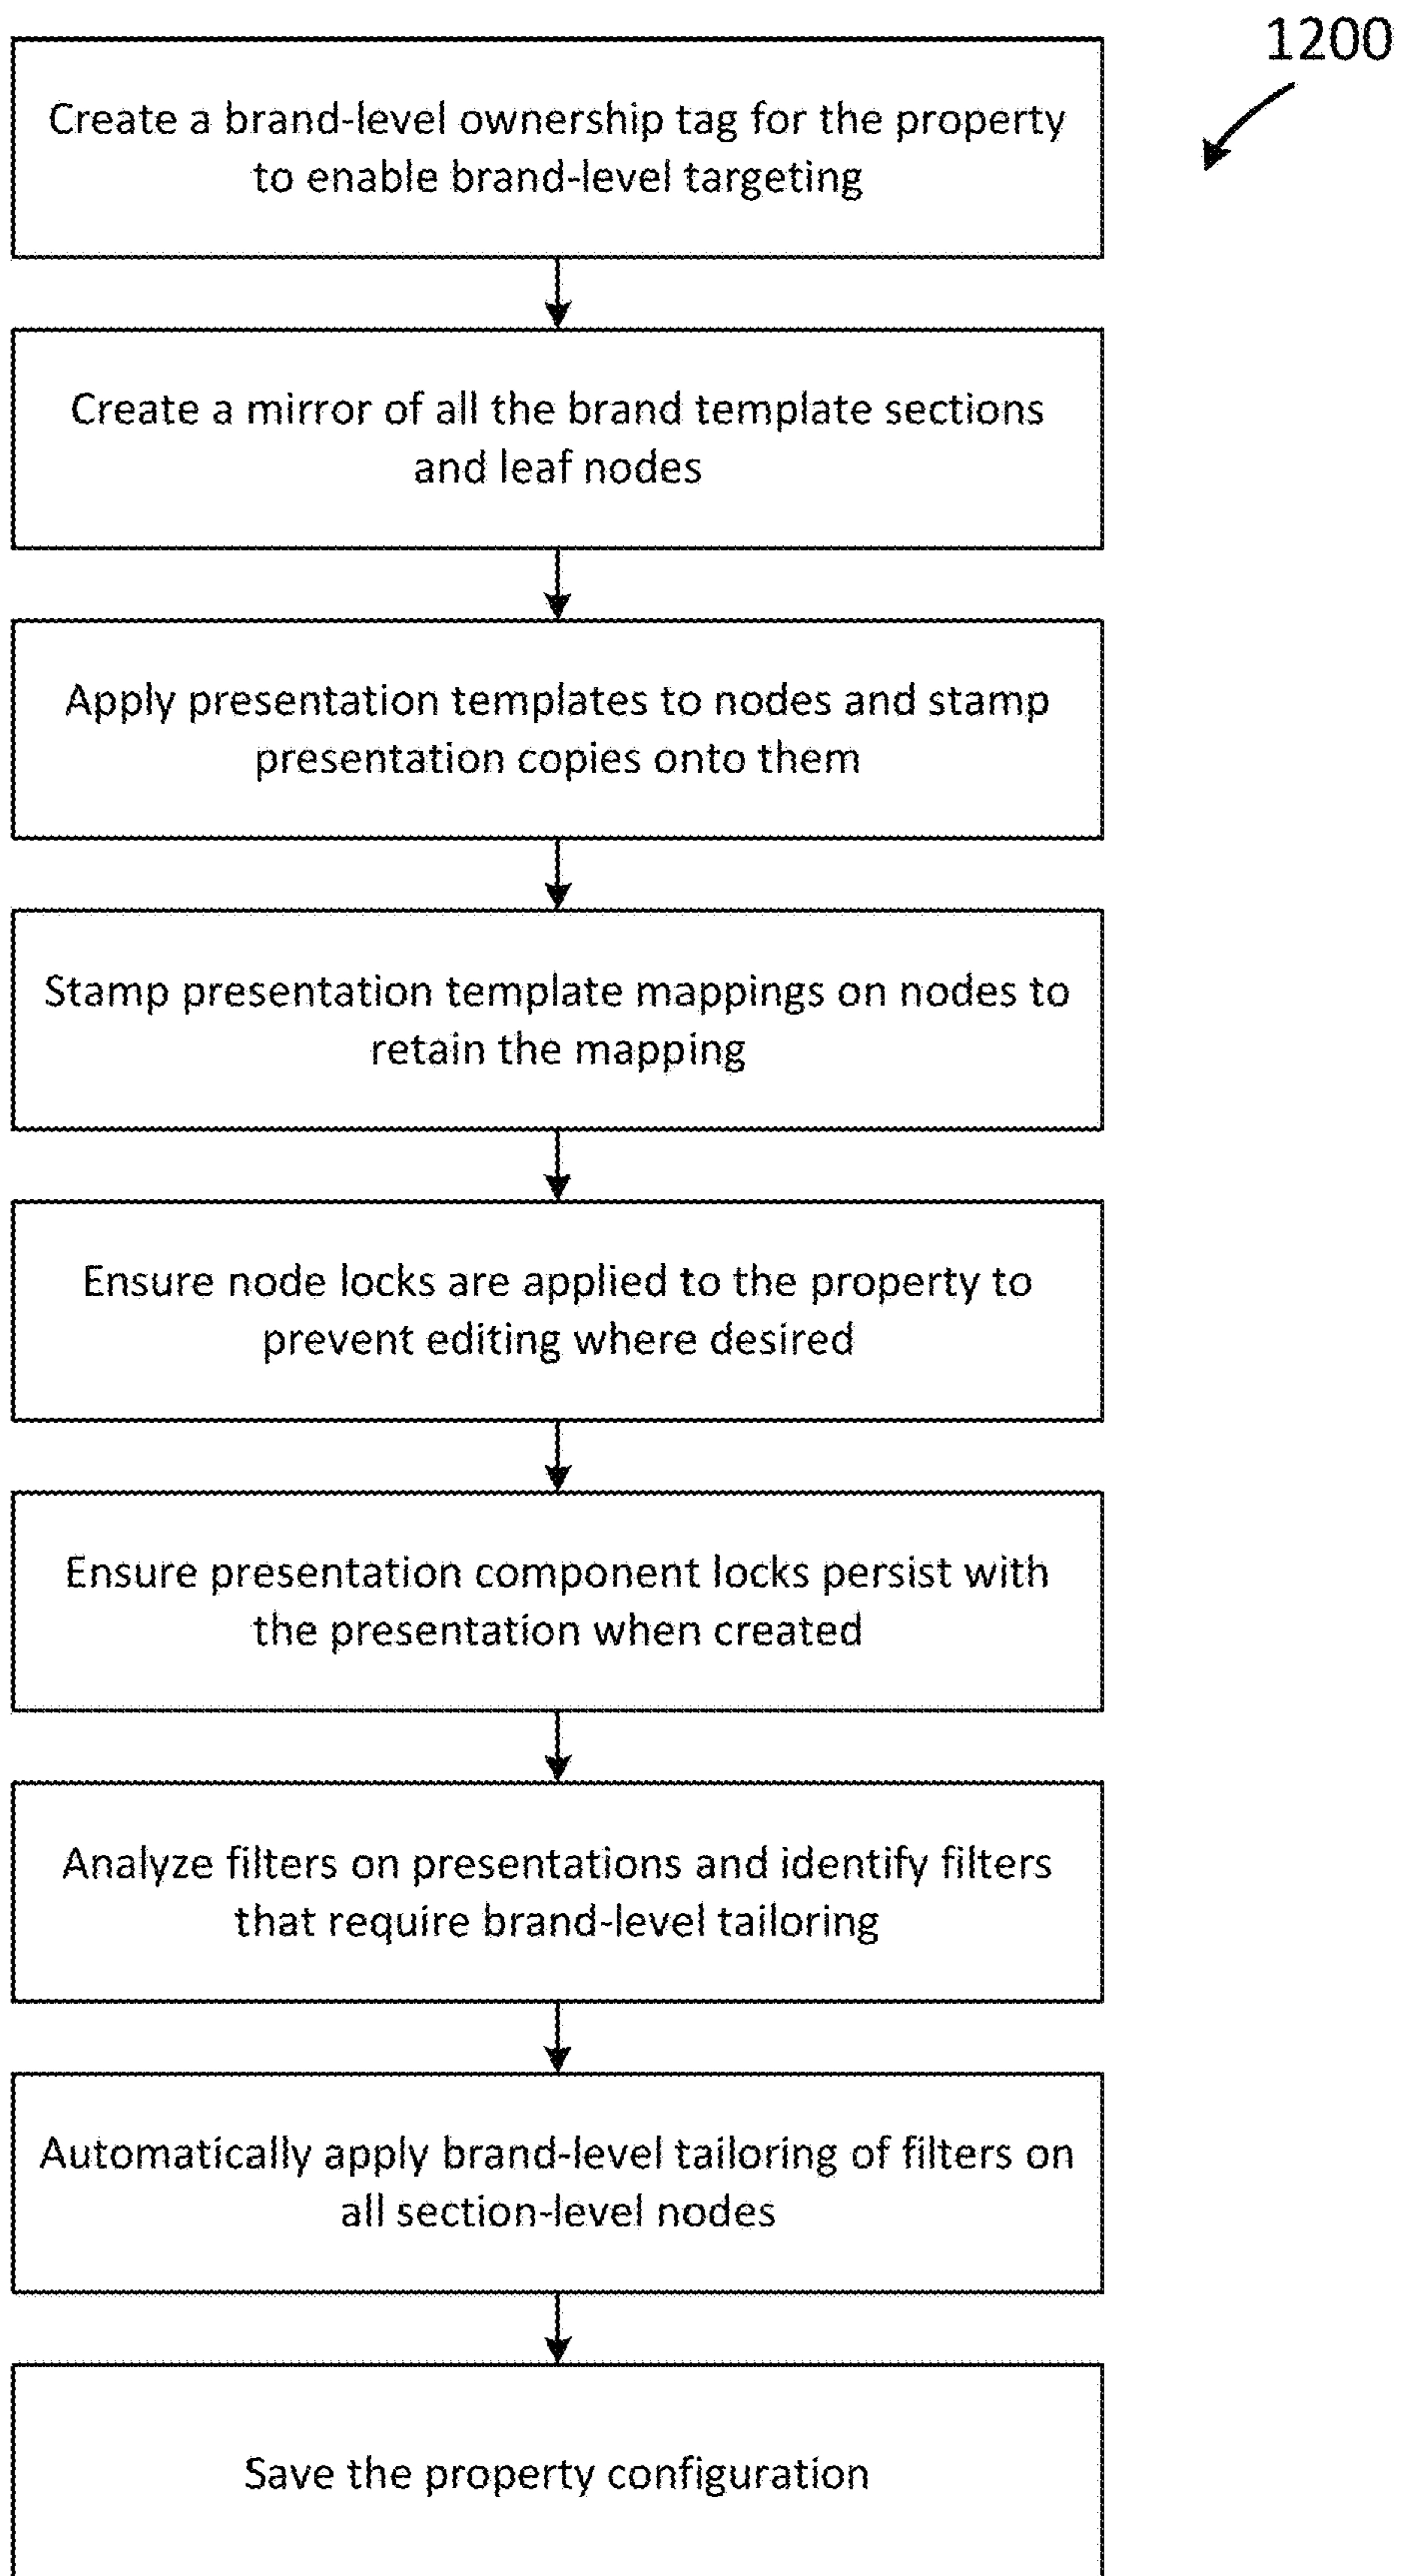 1200
Create a brand-level ownership tag for the property
to enable brand-level targeting
Create a mirror of all the brand template sections
and leaf nodes
Apply presentation templates to nodes and stamp
presentation copies onto them
Stamp presentation template mappings on nodes to
retain the mapping
Ensure node locks are applied to the property to
prevent editing where desired
Ensure presentation component locks persist with
the presentation when created
Analyze filters on presentations and identify filters
that require brand-level tailoring
Automatically apply brand-level tailoring of filters on
all section-level nodes
Save the property configuration